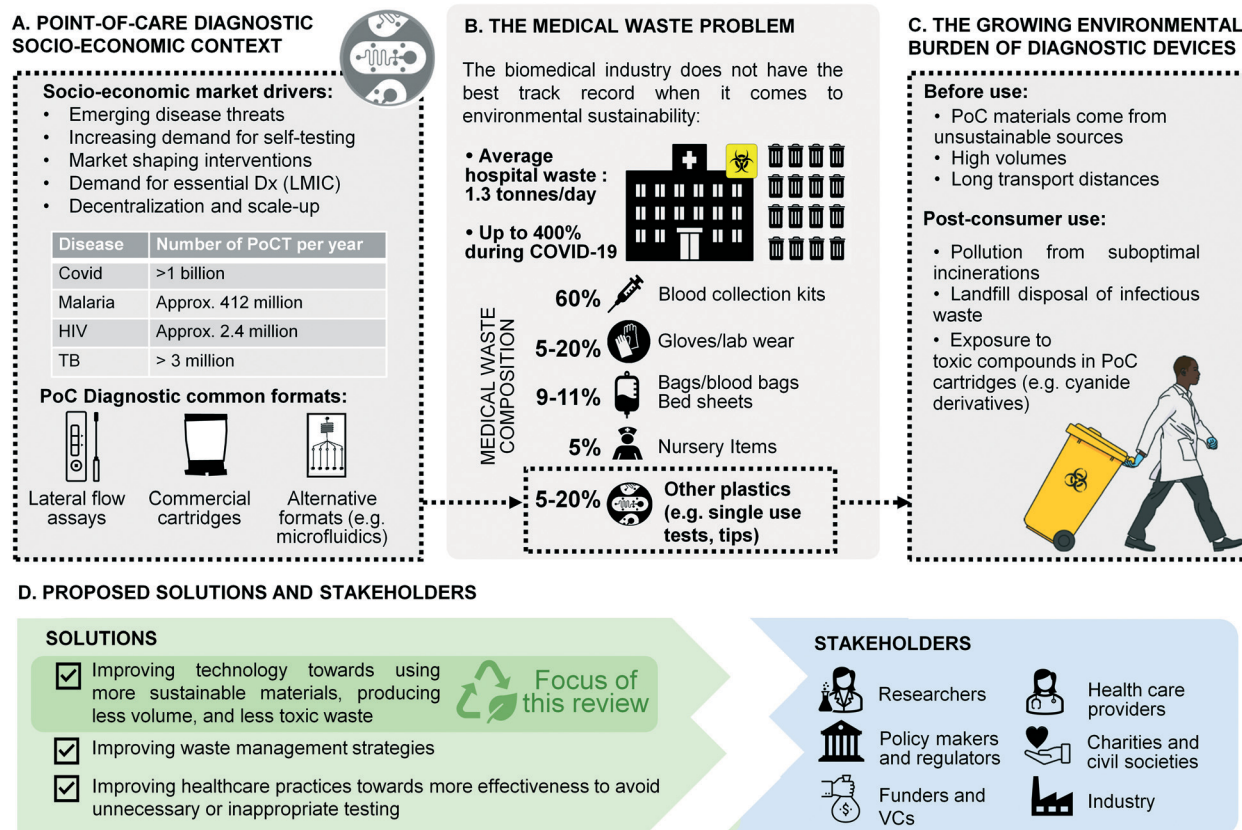 A. POINT-OF-CARE DIAGNOSTIC
SOCIO-ECONOMIC CONTEXT
Socio-economic market drivers:
• Emerging disease threats
• Increasing demand for self-testing
• Market shaping interventions
• Demand for essential Dx (LMIC)
• Decentralization and scale-up
Disease Number of PoCT per year
Covid >1 billion
Malaria Approx. 412 million
HIV Approx. 2.4 million
TB > 3 million
PoC Diagnostic common formats:
Lateral flow
assays
Commercial
cartridges
Alternative
formats (e.g.
microfluidics)
B. THE MEDICAL WASTE PROBLEM
The biomedical industry does not have the
best track record when it comes to
environmental sustainability:
• Average
hospital waste :
1.3 tonnes/day
• Up to 400%
during COVID-19
MEDICAL WASTE
COMPOSITION
60% Blood collection kits
5-20% Gloves/lab wear
9-11% Bags/blood bags
Bed sheets
5% Nursery Items
5-20% Other plastics
(e.g. single use
tests, tips)
C. THE GROWING ENVIRONMENTAL
BURDEN OF DIAGNOSTIC DEVICES
Before use:
• PoC materials come from
unsustainable sources
• High volumes
• Long transport distances
Post-consumer use:
• Pollution from suboptimal
incinerations
• Landfill disposal of infectious
waste
• Exposure to
toxic compounds in PoC
cartridges (e.g. cyanide
derivatives)
D. PROPOSED SOLUTIONS AND STAKEHOLDERS
SOLUTIONS
Improving technology towards using
more sustainable materials, producing
less volume, and less toxic waste
Focus of
this review
Improving waste management strategies
Improving healthcare practices towards more effectiveness to avoid
unnecessary or inappropriate testing
STAKEHOLDERS
Researchers
Health care
providers
Policy makers
and regulators
Charities and
civil societies
$
Funders and
VCs
Industry